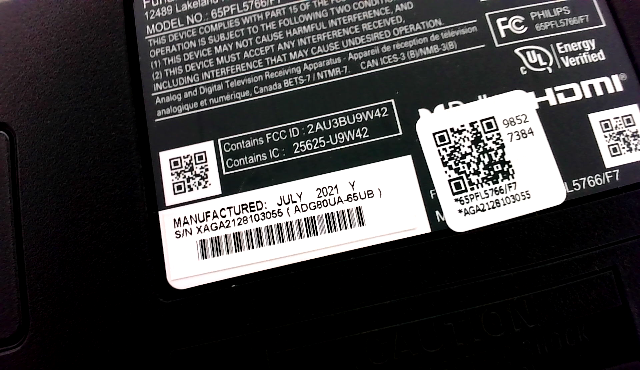 12489 Lakeland
MODEL NO.: 65PFL5766/F7
THIS DEVICE COMPLIES WITH PART 15 OF THE FCC
OPERATION IS SUBJECT TO THE FOLLOWING TWO CONDITIONS
(1) THIS DEVICE MAY NOT CAUSE HARMFUL INTERFERENCE, AND
(2) THIS DEVICE MUST ACCEPT ANY INTERFERENCE RECEIVED,
INCLUDING INTERFERENCE THAT MAY CAUSE UNDESIRED OPERATION.
Analog and Digital Television Receiving Apparatus - Appareil de réception de télévision
analogique et numérique, Canada BETS-7 / NTMR-7. CAN ICES-3 (B)/NMB-3(B)
FC PHILIPS
65PFL5766/F7
UL Energy
Verified
HDMI
Contains FCC ID : 2AU3BU9W42
Contains IC : 25625-U9W42
MANUFACTURED: JULY 2021 Y
S/N XAGA2128103055 ( ADG80UA-65UB )
9852
7384
*65PFL5766/F7
*AGA2128103055
L5766/F7